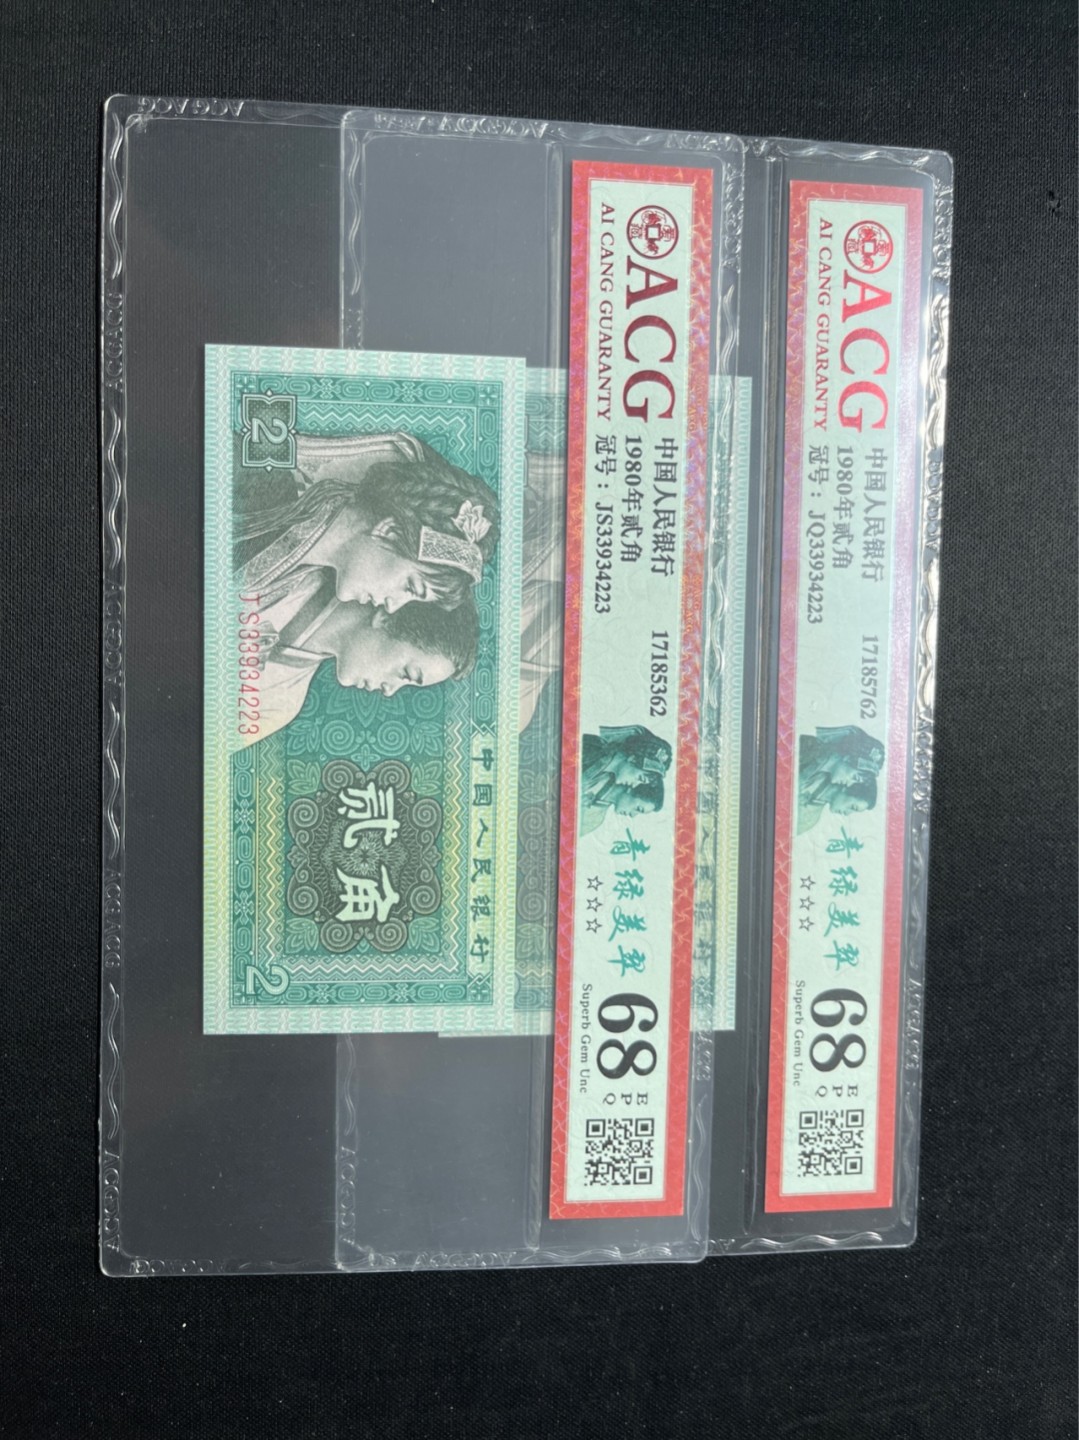 ACG
AI CANG GUARANTY
中国人民银行 17185762
1980年贰角
冠号：JQ33934223
青绿美翠
☆☆☆
68 EPQ
Superb Gem Unc
ACG
AI CANG GUARANTY
中国人民银行 17185362
1980年贰角
冠号：JS33934223
青绿美翠
☆☆☆
68 EPQ
Superb Gem Unc
中国人民银行
贰角
2
2
JS33934223